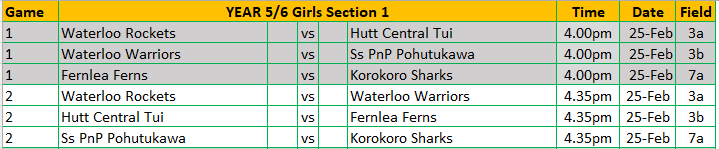 Game YEAR 5/6 Girls Section 1 Time Date Field
1 Waterloo Rockets vs Hutt Central Tui 4.00pm 25-Feb 3a
1 Waterloo Warriors vs Ss PnP Pohutukawa 4.00pm 25-Feb 3b
1 Fernlea Ferns vs Korokoro Sharks 4.00pm 25-Feb 7a
2 Waterloo Rockets vs Waterloo Warriors 4.35pm 25-Feb 3a
2 Hutt Central Tui vs Fernlea Ferns 4.35pm 25-Feb 3b
2 Ss PnP Pohutukawa vs Korokoro Sharks 4.35pm 25-Feb 7a